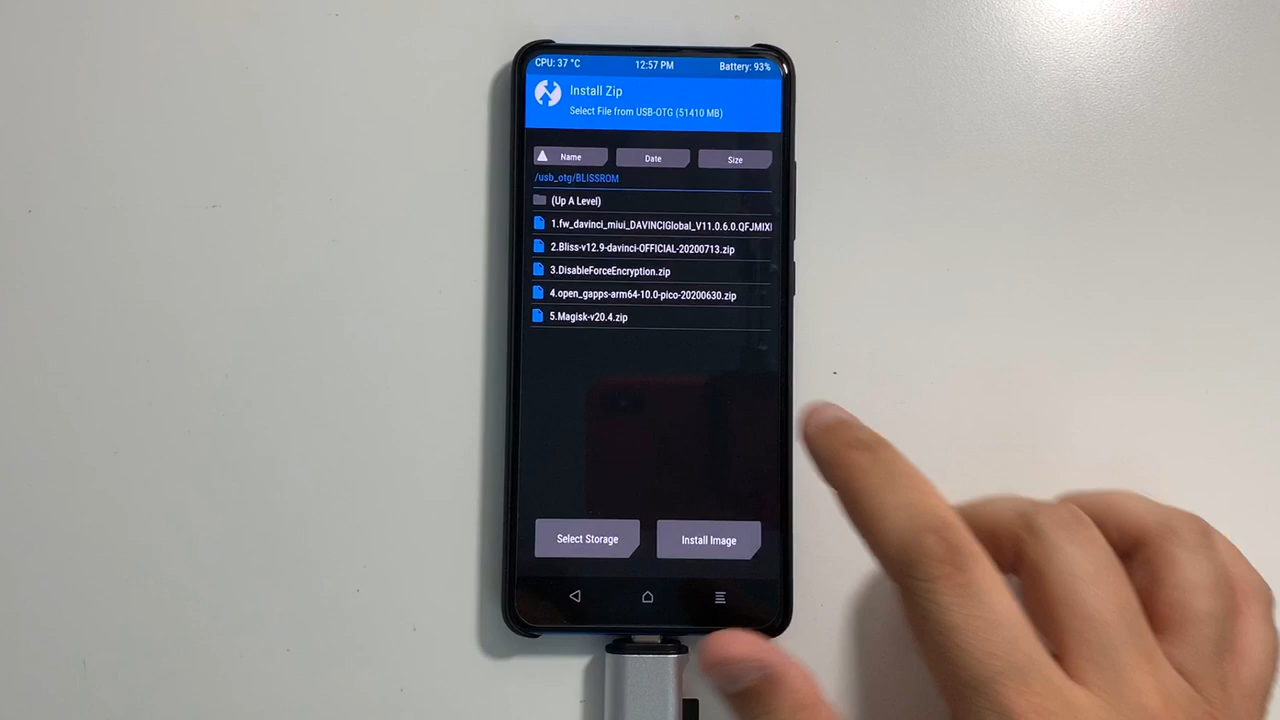 CPU: 37 °C 12:57 PM Battery: 93%
Install Zip
Select File from USB-OTG (51410 MB)
Name Date Size
/usb_otg/BLISSROM
(Up A Level)
1.fw_davinci_miui_DAVINCIGlobal_V11.0.6.0.QFJMIX
2.Bliss-v12.9-davinci-OFFICIAL-20200713.zip
3.DisableForceEncryption.zip
4.open_gapps-arm64-10.0-pico-20200630.zip
5.Magisk-v20.4.zip
Select Storage Install Image